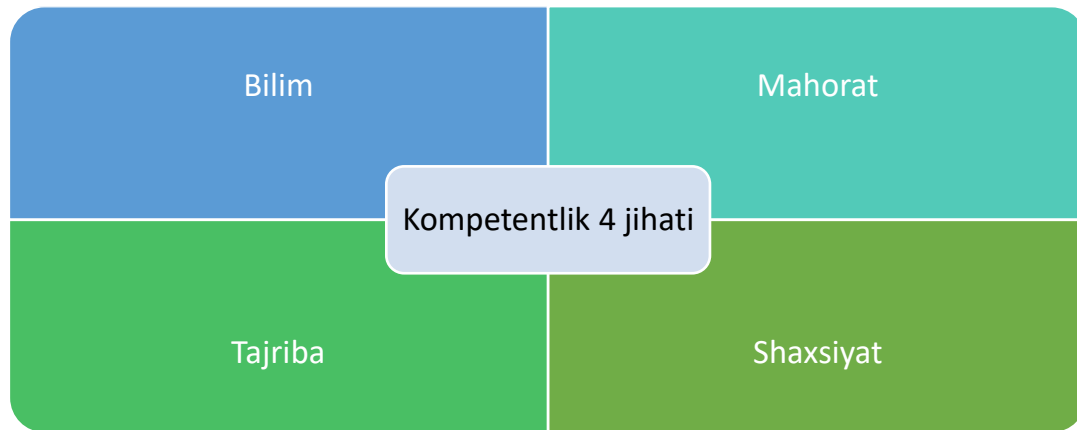 Bilim
Mahorat
Kompetentlik 4 jihati
Tajriba
Shaxsiyat